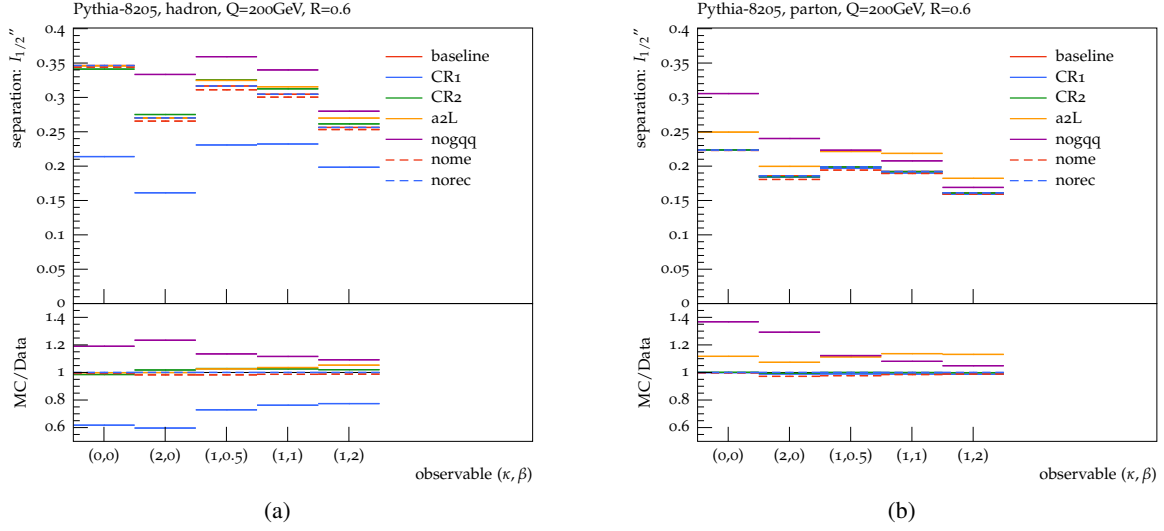 Pythia-8205, hadron, Q=200GeV, R=0.6
separation: I1/2′′
0.4
0.35
0.3
0.25
0.2
0.15
0.1
0.05
0
baseline
CR1
CR2
a2L
nogqq
nome
norec
MC/Data
1.4
1.2
1
0.8
0.6
(0,0) (2,0) (1,0.5) (1,1) (1,2)
observable (κ, β)
(a)
Pythia-8205, parton, Q=200GeV, R=0.6
separation: I1/2′′
0.4
0.35
0.3
0.25
0.2
0.15
0.1
0.05
0
baseline
CR1
CR2
a2L
nogqq
nome
norec
MC/Data
1.4
1.2
1
0.8
0.6
(0,0) (2,0) (1,0.5) (1,1) (1,2)
observable (κ, β)
(b)